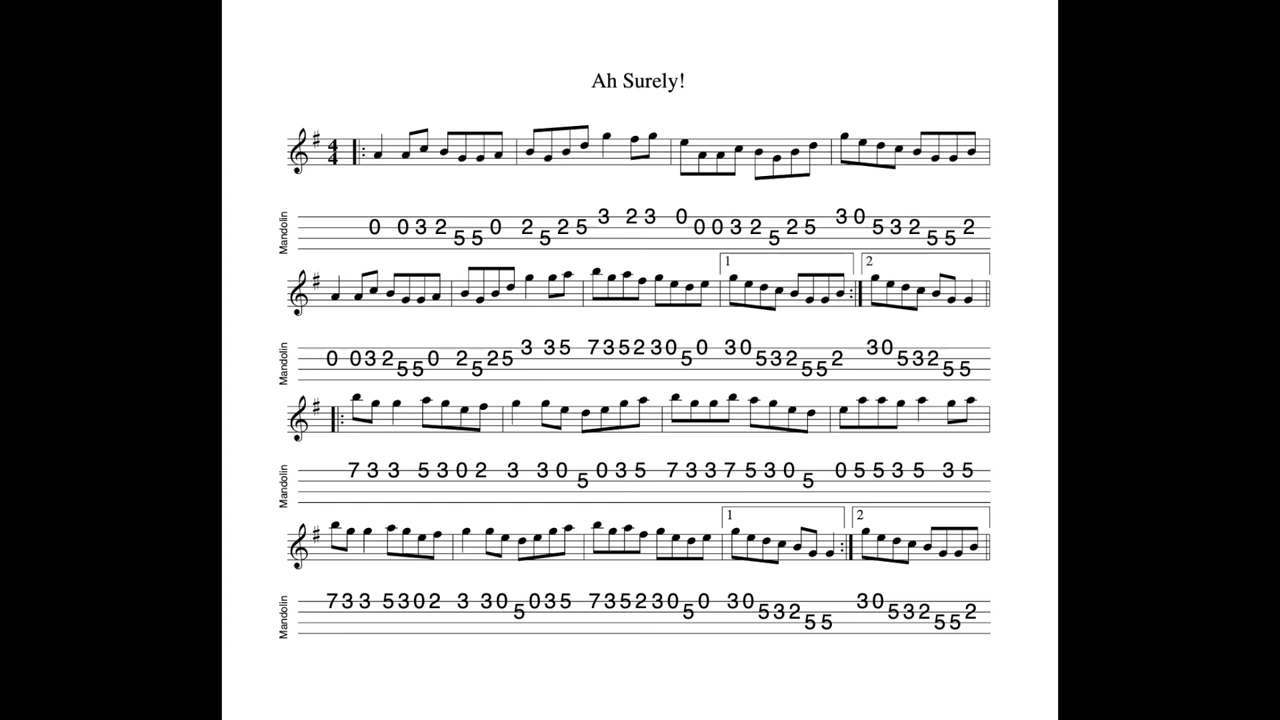 Ah Surely!
4
4
Mandolin
0 0 3 2 5 5 0 2 5 2 5 3 2 3 0 0 0 3 2 5 2 5 3 0 5 3 2 5 5 2
1 2
Mandolin
0 0 3 2 5 5 0 2 5 2 5 3 3 5 7 3 5 2 3 0 5 0 3 0 5 3 2 5 5 2 3 0 5 3 2 5 5
Mandolin
7 3 3 5 3 0 2 3 3 0 5 0 3 5 7 3 3 7 5 3 0 5 0 5 5 3 5 3 5
1 2
Mandolin
7 3 3 5 3 0 2 3 3 0 5 0 3 5 7 3 5 2 3 0 5 0 3 0 5 3 2 5 5 3 0 5 3 2 5 5 2